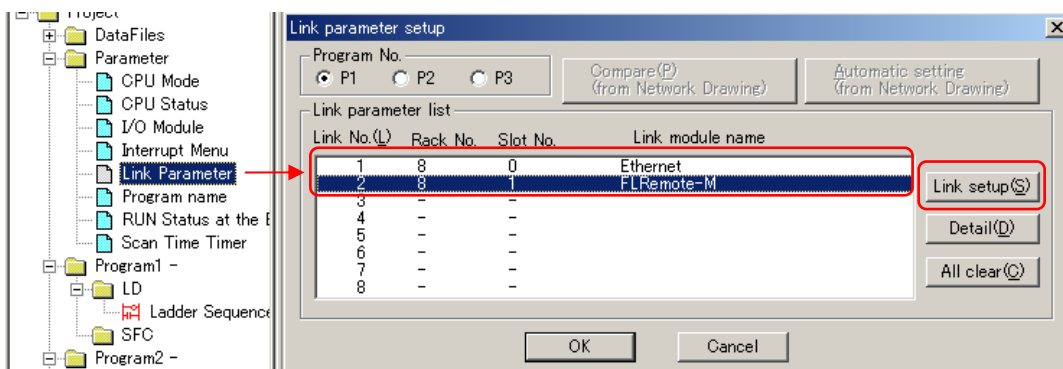 Project
DataFiles
Parameter
CPU Mode
CPU Status
I/O Module
Interrupt Menu
Link Parameter
Program name
RUN Status at the
Scan Time Timer
Program1 -
LD
Ladder Sequence
SFC
Program2 -
Link parameter setup
Program No.
P1 P2 P3
Compare(P)
(from Network Drawing)
Automatic setting
(from Network Drawing)
Link parameter list
Link No.(L) Rack No. Slot No. Link module name
1 8 0 Ethernet
2 8 1 FLRemote-M
3 - -
4 - -
5 - -
6 - -
7 - -
8 - -
Link setup(S)
Detail(D)
All clear(C)
OK Cancel